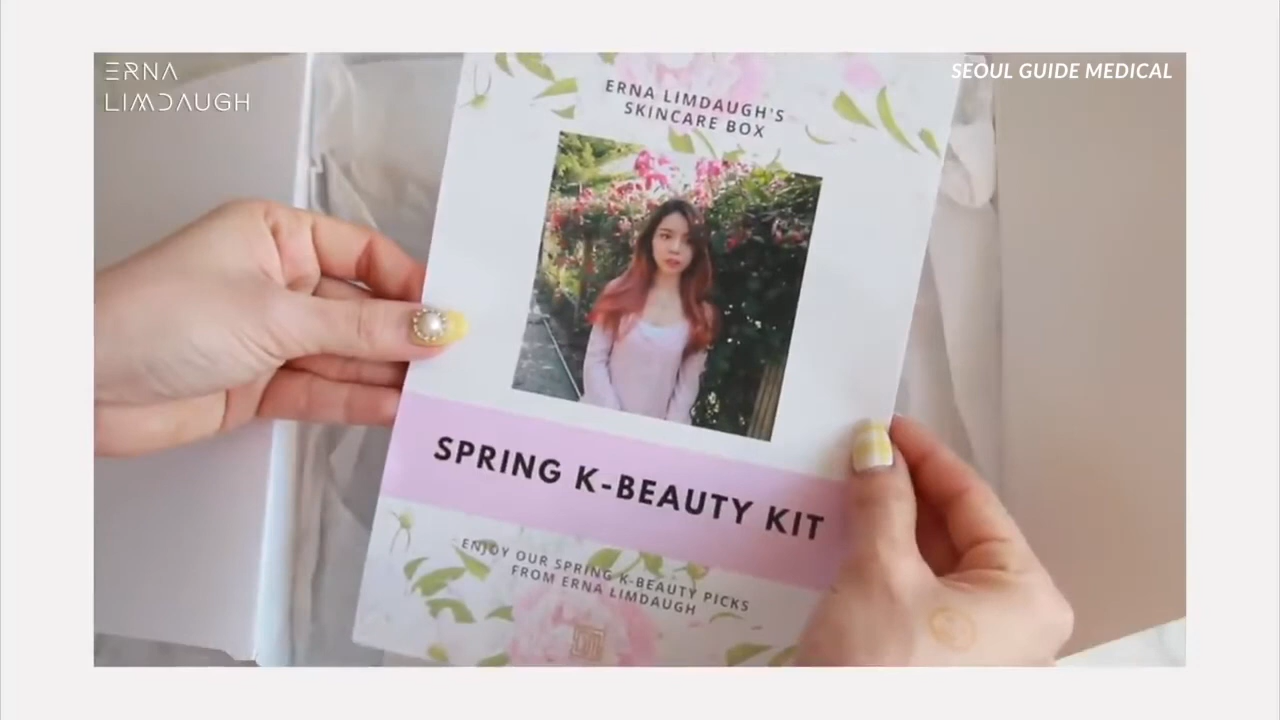 ERNA
LIMDAUGH
SEOUL GUIDE MEDICAL
ERNA LIMDAUGH'S
SKINCARE BOX
SPRING K-BEAUTY KIT
ENJOY OUR SPRING K-BEAUTY PICKS
FROM ERNA LIMDAUGH